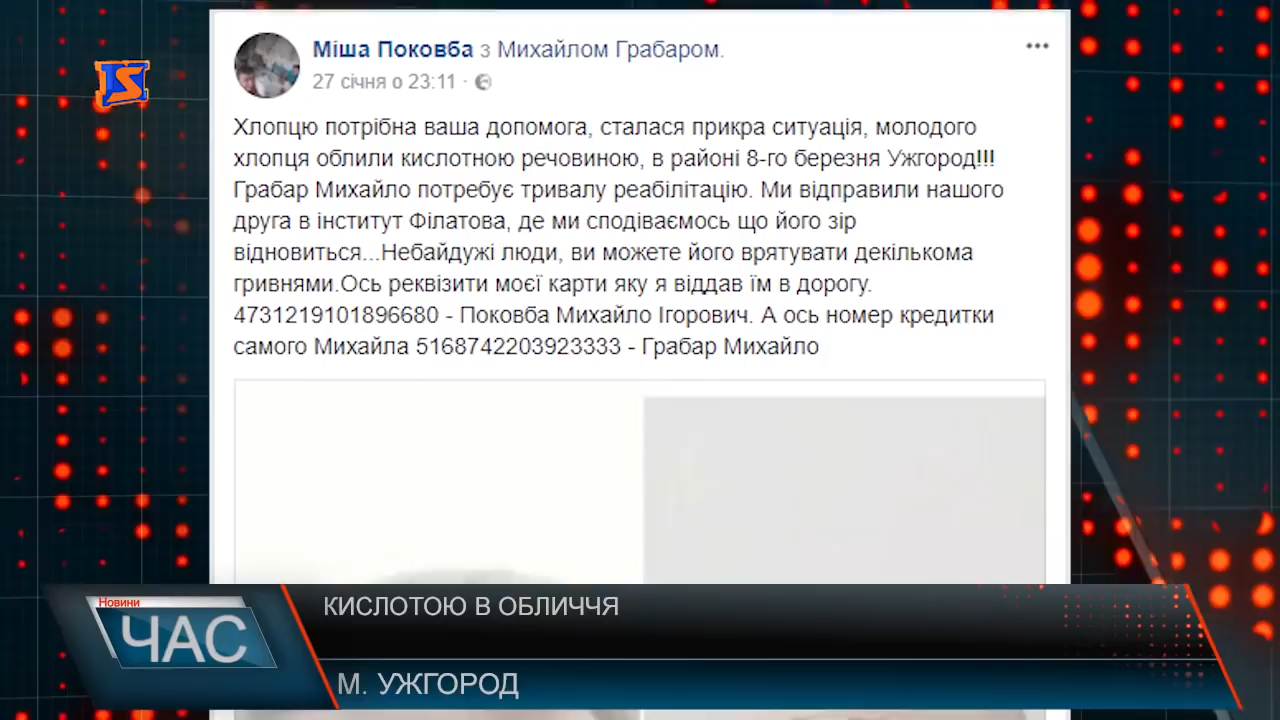 Міша Поковба з Михайлом Грабаром.
27 січня о 23:11 ·
Хлопцю потрібна ваша допомога, сталася прикра ситуація, молодого
хлопця облили кислотною речовиною, в районі 8-го березня Ужгород!!!
Грабар Михайло потребує тривалу реабілітацію. Ми відправили нашого
друга в інститут Філатова, де ми сподіваємось що його зір
відновиться...Небайдужі люди, ви можете його врятувати декількома
гривнями.Ось реквізити моєї карти яку я віддав їм в дорогу.
4731219101896680 - Поковба Михайло Ігорович. А ось номер кредитки
самого Михайла 5168742203923333 - Грабар Михайло
Новини
ЧАС
КИСЛОТОЮ В ОБЛИЧЧЯ
М. УЖГОРОД